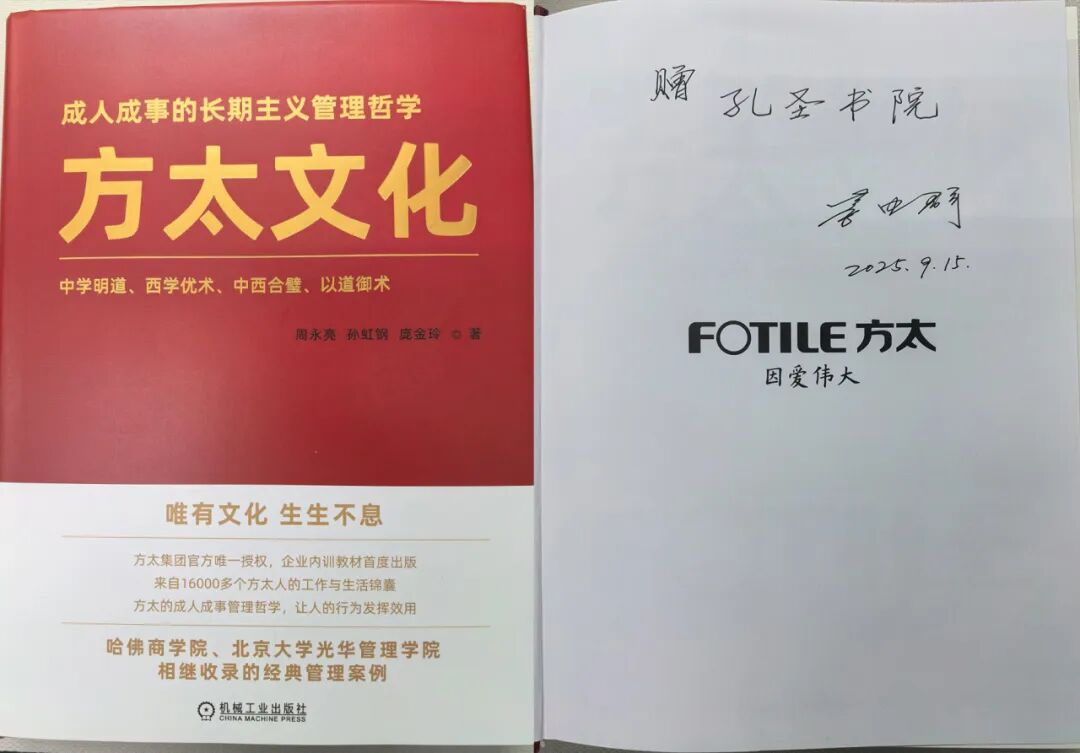 成人成事的长期主义管理哲学
方太文化
中学明道、西学优术、中西合璧、以道御术
周永亮 孙虹钢 庞金玲 ◎ 著
唯有文化 生生不息
方太集团官方唯一授权，企业内训教材首度出版
来自16000多个方太人的工作与生活锦囊
方太的成人成事管理哲学，让人的行为发挥效用
哈佛商学院、北京大学光华管理学院
相继收录的经典管理案例
机械工业出版社
CHINA MACHINE PRESS
赠 孔圣书院
2025.9.15.
FOTILE 方太
因爱伟大